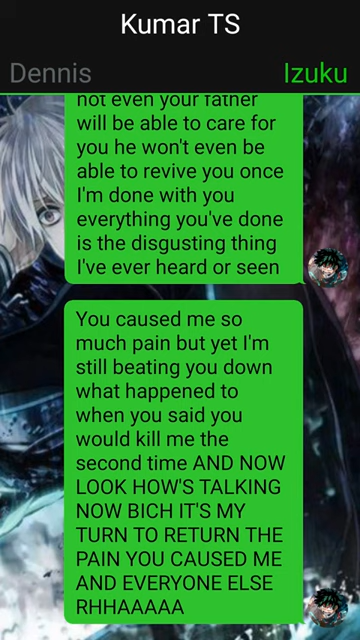 Kumar TS
Dennis
Izuku
not even your father
will be able to care for
you he won't even be
able to revive you once
I'm done with you
everything you've done
is the disgusting thing
I've ever heard or seen
You caused me so
much pain but yet I'm
still beating you down
what happened to
when you said you
would kill me the
second time AND NOW
LOOK HOW'S TALKING
NOW BICH IT'S MY
TURN TO RETURN THE
PAIN YOU CAUSED ME
AND EVERYONE ELSE
RHHAAAAA